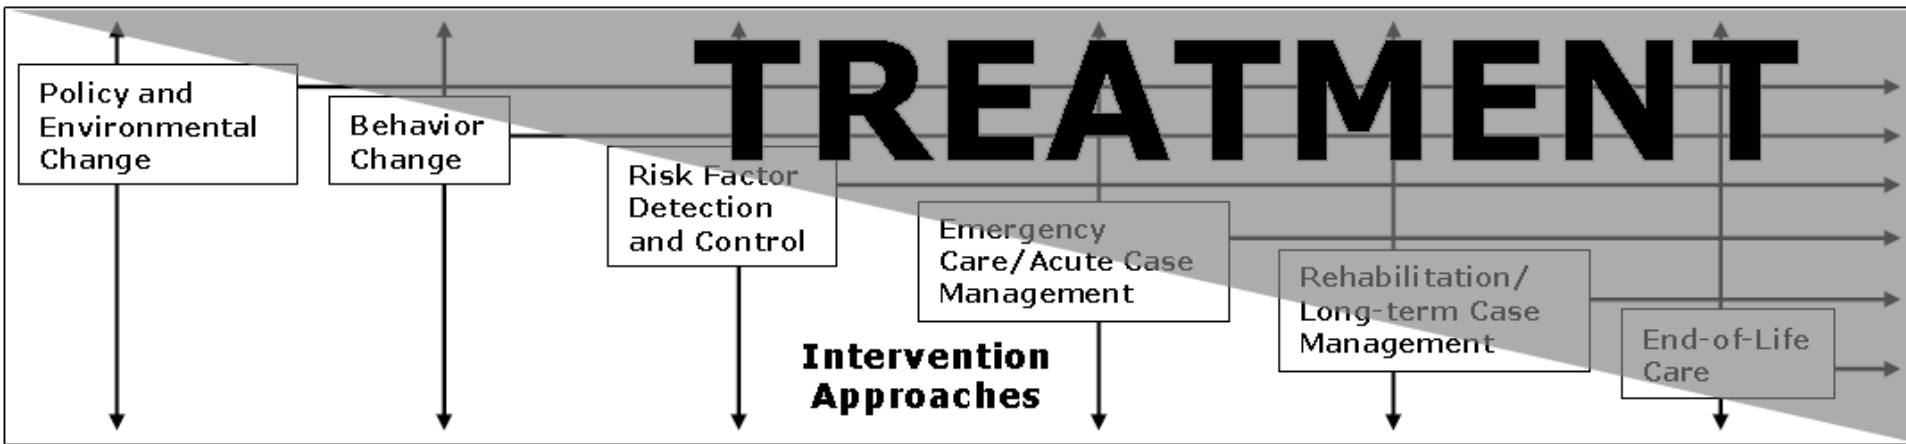 TREATMENT
Policy and
Environmental
Change
Behavior
Change
Risk Factor
Detection
and Control
Emergency
Care/Acute Case
Management
Rehabilitation/
Long-term Case
Management
End-of-Life
Care
Intervention
Approaches